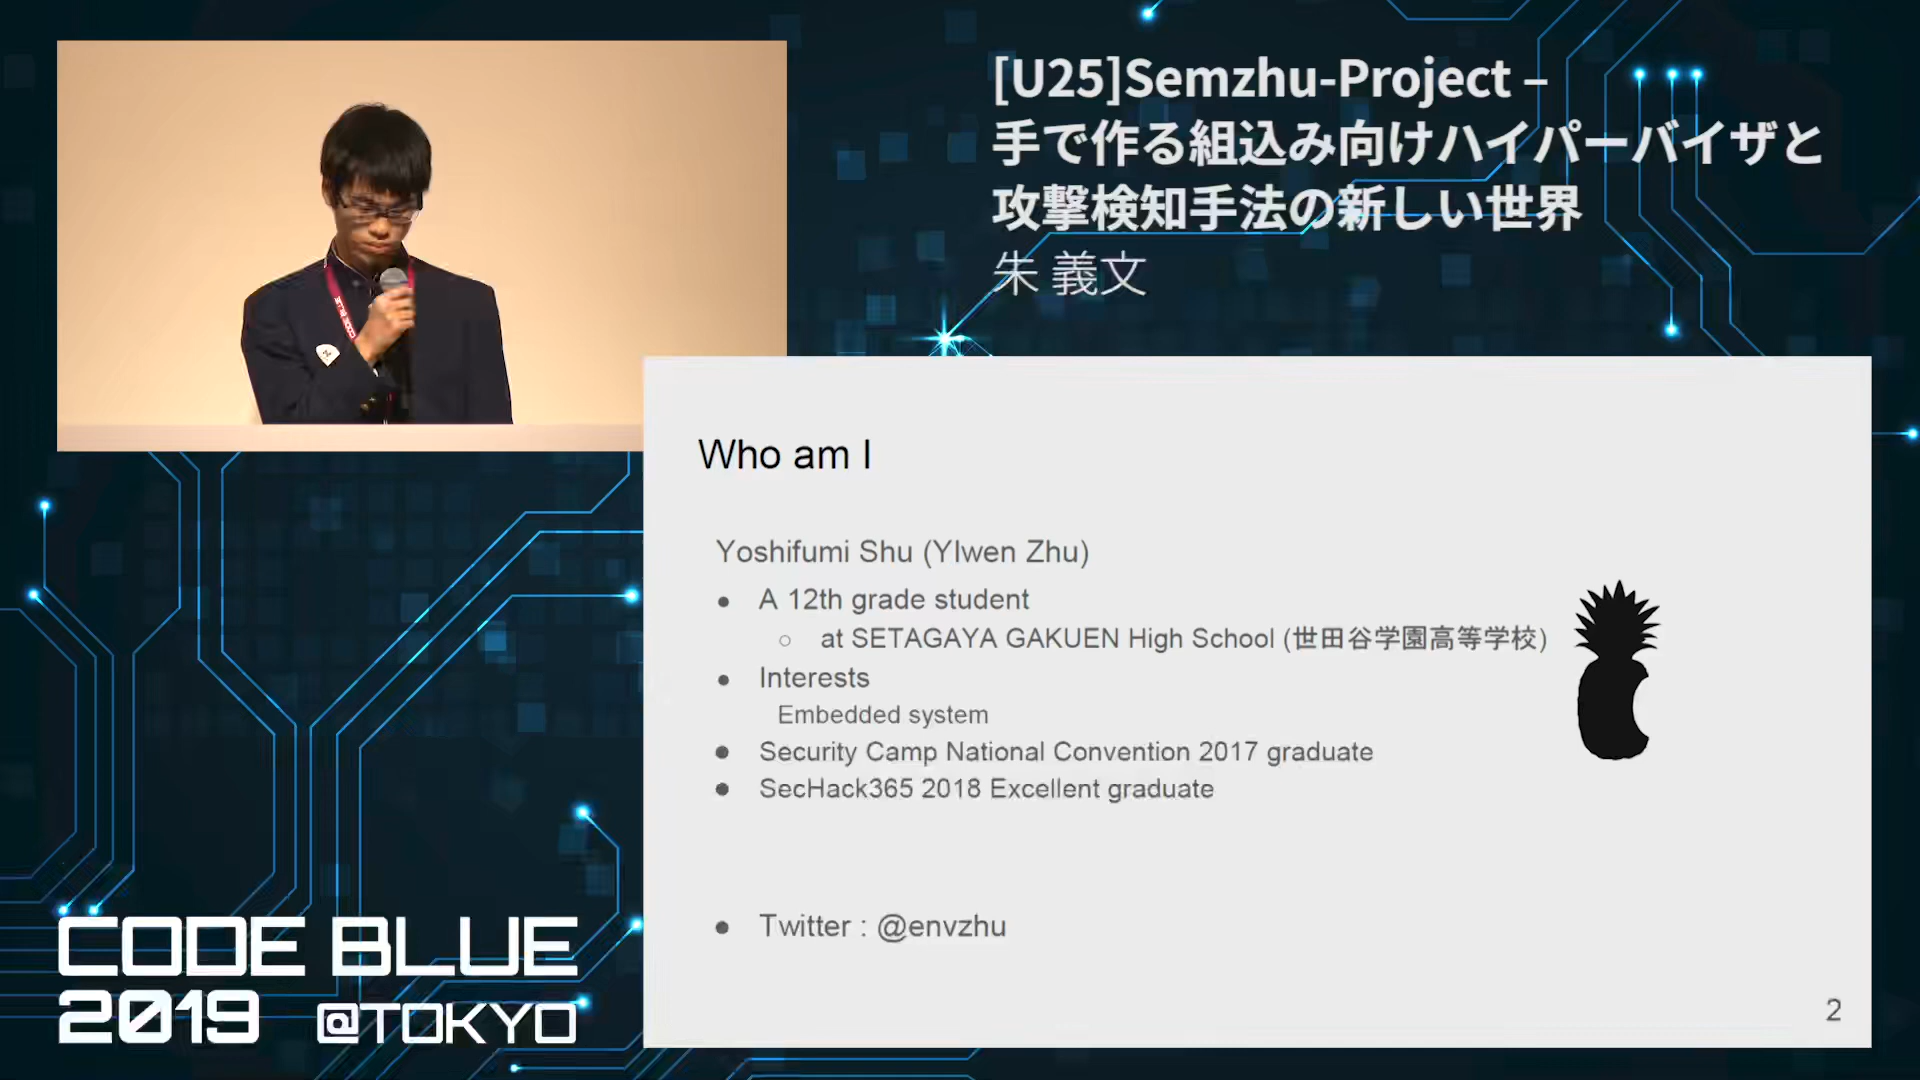 [U25]Semzhu-Project –
手で作る組込み向けハイパーバイザと
攻撃検知手法の新しい世界
朱 義文
Who am I
Yoshifumi Shu (YIwen Zhu)
● A 12th grade student
○ at SETAGAYA GAKUEN High School (世田谷学園高等学校)
● Interests
Embedded system
● Security Camp National Convention 2017 graduate
● SecHack365 2018 Excellent graduate
● Twitter : @envzhu
2
CODE BLUE
2019 @TOKYO